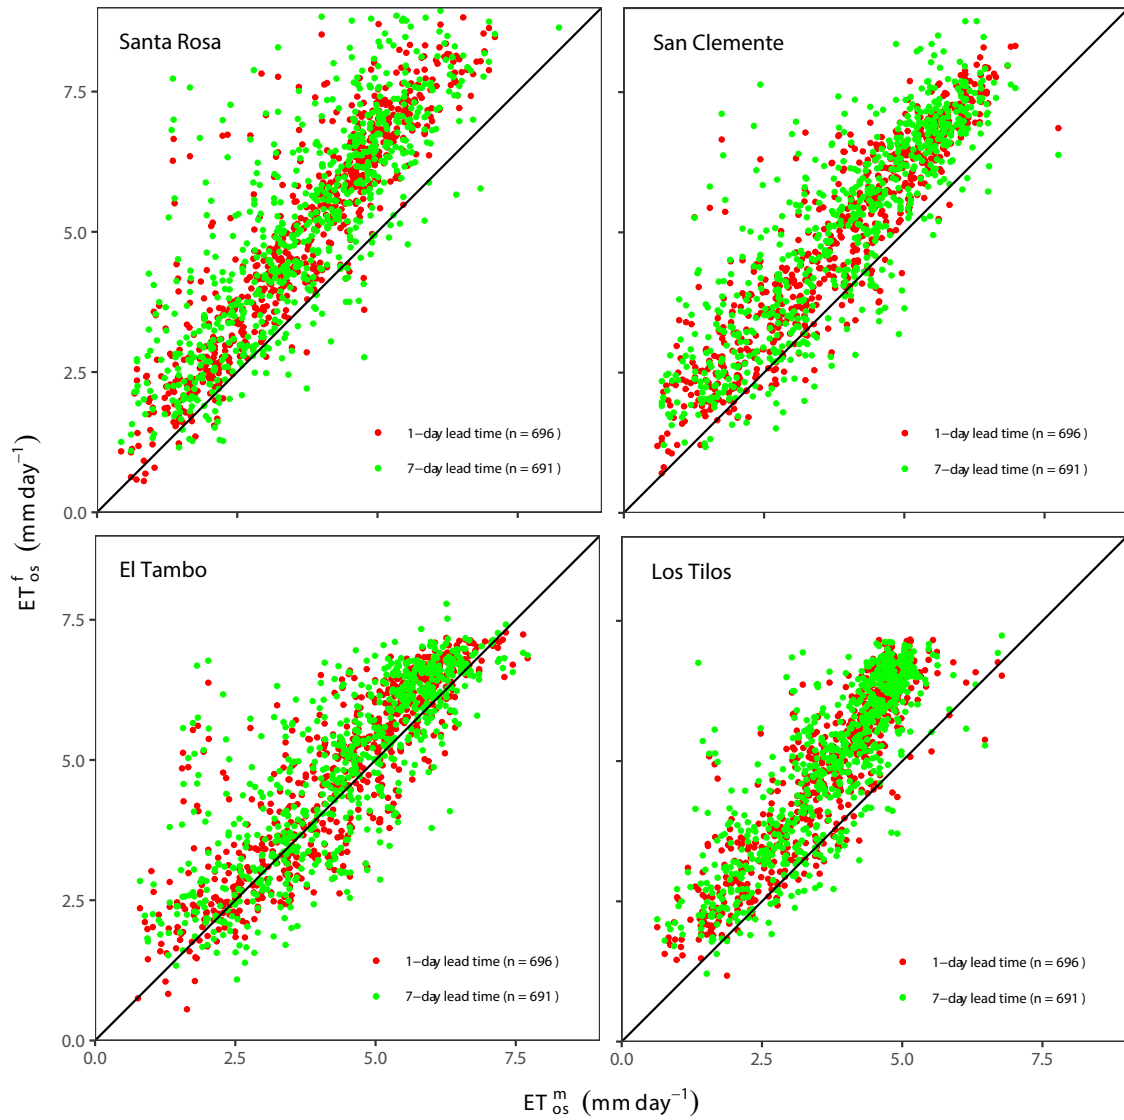 Santa Rosa
San Clemente
7.5
5.0
2.5
0.0
1−day lead time (n = 696 )
7−day lead time (n = 691 )
1−day lead time (n = 696 )
7−day lead time (n = 691 )
El Tambo
Los Tilos
7.5
5.0
2.5
0.0
1−day lead time (n = 696 )
7−day lead time (n = 691 )
1−day lead time (n = 696 )
7−day lead time (n = 691 )
0.0 2.5 5.0 7.5
0.0 2.5 5.0 7.5
ET f os (mm day−1)
ET m os (mm day−1)